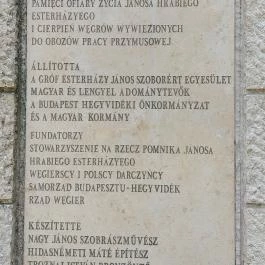 PAMIĘCI OFIARY ŻYCIA JÁNOSA HRABIEGO
ESTERHÁZYEGO
I CIERPIEŃ WĘGRÓW WYWIEZIONYCH
DO OBOZÓW PRACY PRZYMUSOWEJ
ÁLLÍTOTTA
A GRÓF ESTERHÁZY JÁNOS SZOBORÉRT EGYESÜLET
MAGYAR ÉS LENGYEL ADOMÁNYTEVŐK
A BUDAPEST HEGYVIDÉKI ÖNKORMÁNYZAT
ÉS A MAGYAR KORMÁNY
FUNDATORZY
STOWARZYSZENIE NA RZECZ POMNIKA JÁNOSA
HRABIEGO ESTERHÁZYEGO
WĘGIERSCY I POLSCY DARCZYŃCY
SAMORZĄD BUDAPESZTU-HEGYVIDÉK
RZĄD WĘGIER
KÉSZÍTETTE
NAGY JÁNOS SZOBRÁSZMŰVÉSZ
HIDASNÉMETI MÁTÉ ÉPÍTÉSZ
ISTVÁN BRONZÖNTŐ